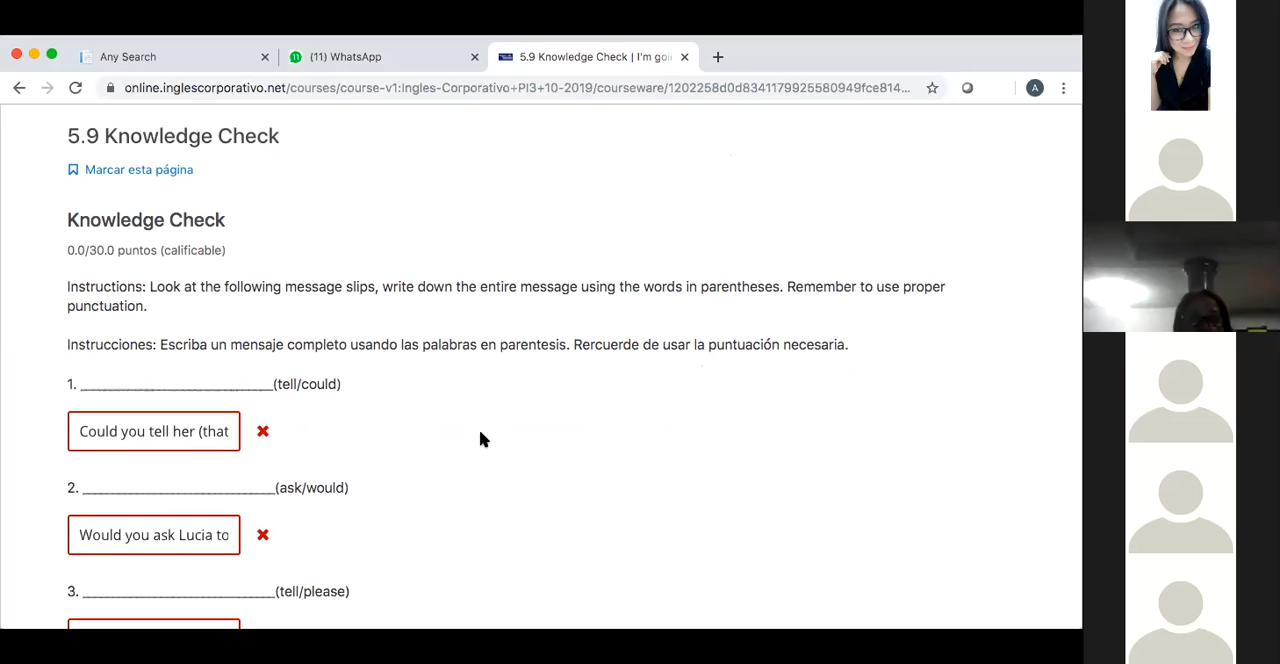 Any Search
(11) WhatsApp
5.9 Knowledge Check | I'm goi
online.inglescorporativo.net/courses/course-v1:Ingles-Corporativo+PI3+10-2019/courseware/1202258d0d8341179925580949fce814...
A
5.9 Knowledge Check
Marcar esta página
Knowledge Check
0.0/30.0 puntos (calificable)
Instructions: Look at the following message slips, write down the entire message using the words in parentheses. Remember to use proper
punctuation.
Instrucciones: Escriba un mensaje completo usando las palabras en parentesis. Rercuerde de usar la puntuación necesaria.
1. ____________________________(tell/could)
Could you tell her (that
2. ____________________________(ask/would)
Would you ask Lucia to
3. ____________________________(tell/please)